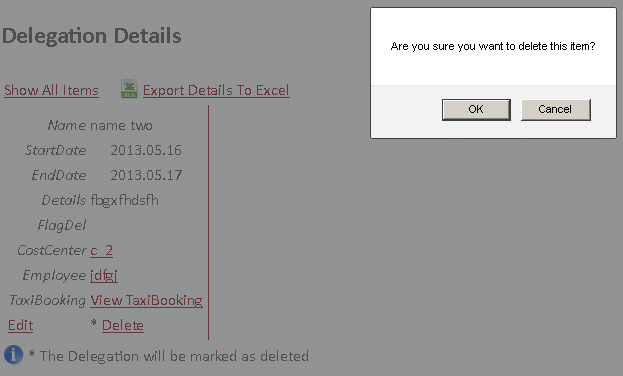 Delegation Details
Are you sure you want to delete this item?
OK Cancel
Show All Items Export Details To Excel
Name name two
StartDate 2013.05.16
EndDate 2013.05.17
Details fbgxfhdsfh
FlagDel
CostCenter c_2
Employee jdfgj
TaxiBooking View TaxiBooking
Edit * Delete
* The Delegation will be marked as deleted